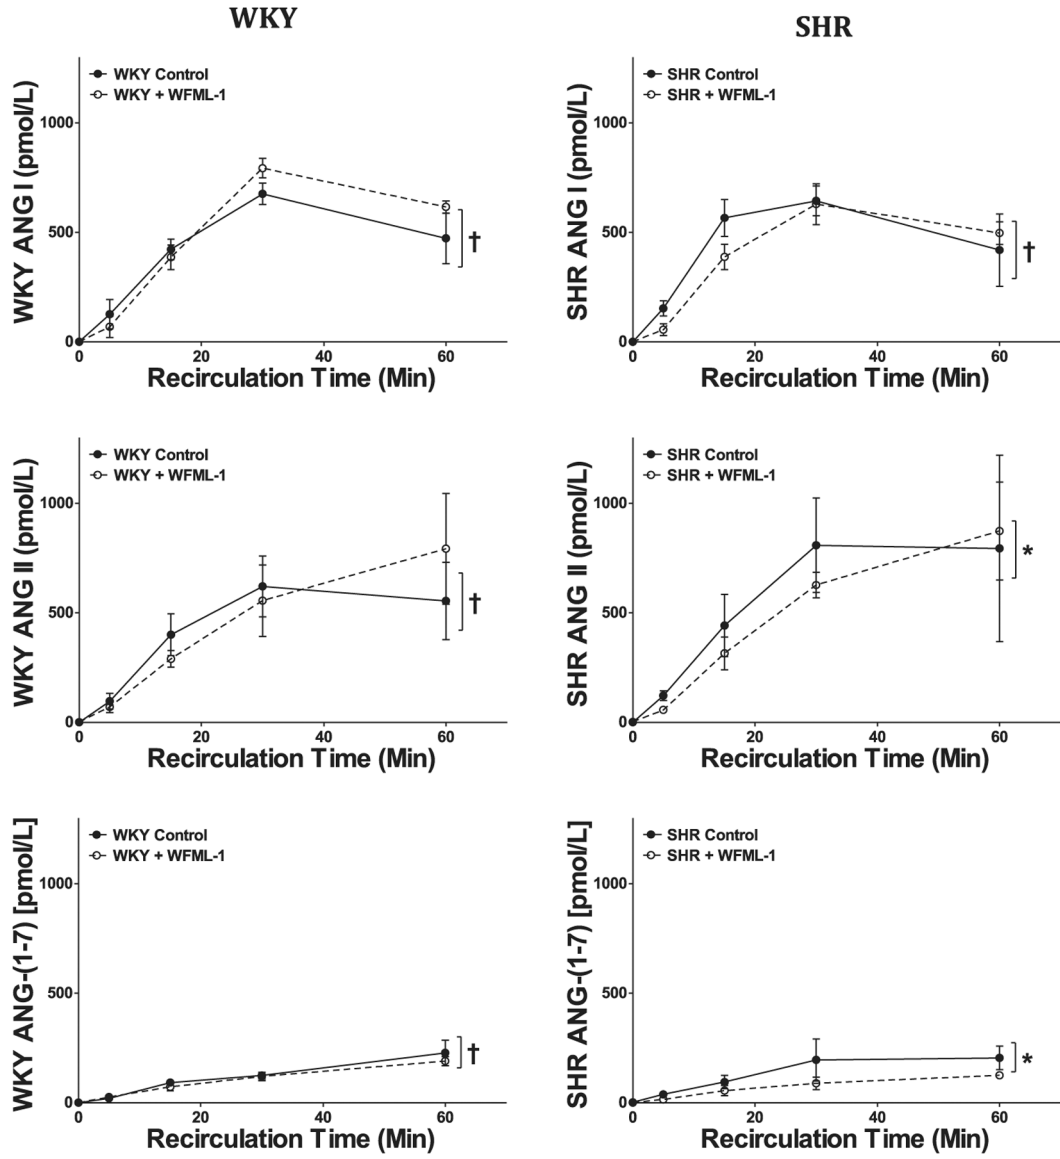 WKY
SHR
WKY ANG I (pmol/L)
WKY Control
WKY + WFML-1
1000
500
0
†
0 20 40 60
Recirculation Time (Min)
SHR ANG I (pmol/L)
SHR Control
SHR + WFML-1
1000
500
0
†
0 20 40 60
Recirculation Time (Min)
WKY ANG II (pmol/L)
WKY Control
WKY + WFML-1
1000
500
0
†
0 20 40 60
Recirculation Time (Min)
SHR ANG II (pmol/L)
SHR Control
SHR + WFML-1
1000
500
0
*
0 20 40 60
Recirculation Time (Min)
WKY ANG-(1-7) [pmol/L]
WKY Control
WKY + WFML-1
1000
500
0
†
0 20 40 60
Recirculation Time (Min)
SHR ANG-(1-7) [pmol/L]
SHR Control
SHR + WFML-1
1000
500
0
*
0 20 40 60
Recirculation Time (Min)